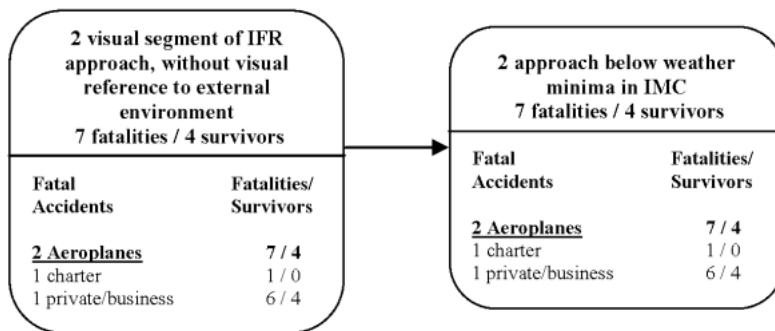 2 visual segment of IFR
approach, without visual
reference to external
environment
7 fatalities / 4 survivors
Fatal Fatalities/
Accidents Survivors
2 Aeroplanes 7 / 4
1 charter 1 / 0
1 private/business 6 / 4
2 approach below weather
minima in IMC
7 fatalities / 4 survivors
Fatal Fatalities/
Accidents Survivors
2 Aeroplanes 7 / 4
1 charter 1 / 0
1 private/business 6 / 4